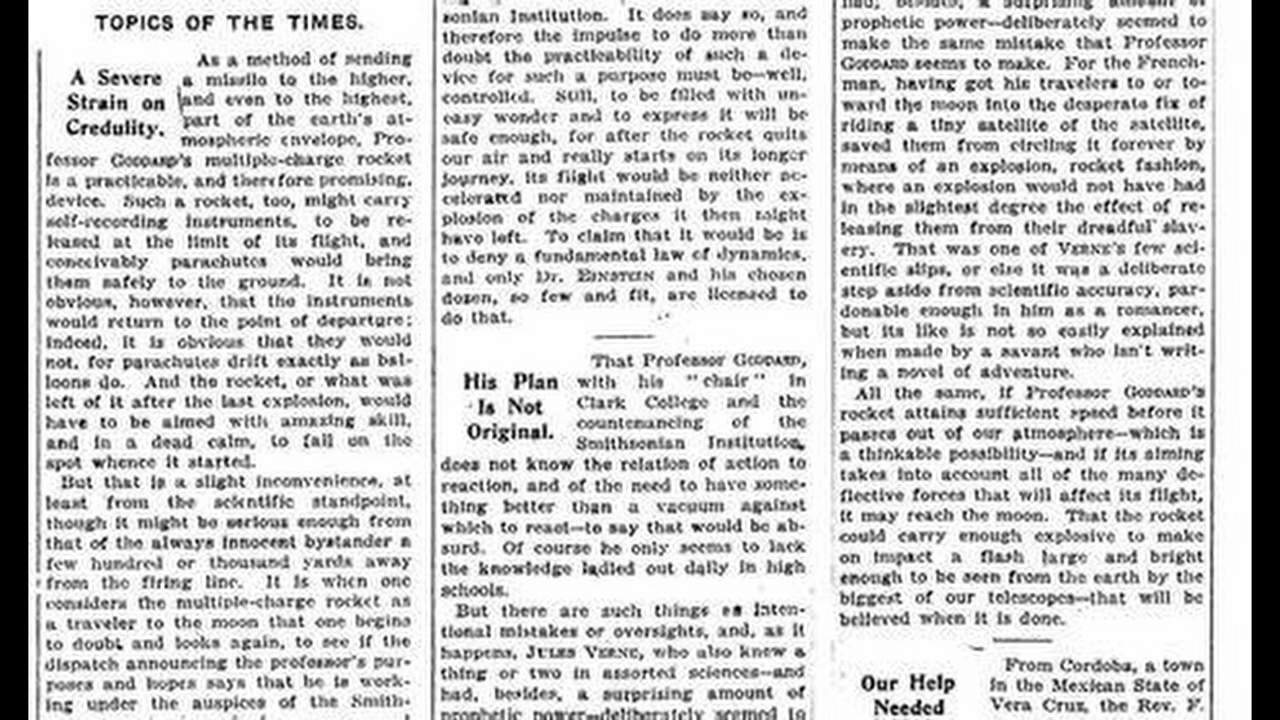 TOPICS OF THE TIMES.
A Severe
Strain on
Credulity.
As a method of sending
a missile to the higher,
and even to the highest,
part of the earth's at-
mospheric envelope, Pro-
fessor GODDARD'S multiple-charge rocket
is a practicable, and therefore promising,
device. Such a rocket, too, might carry
self-recording instruments, to be re-
leased at the limit of its flight, and
conceivably parachutes would bring
them safely to the ground. It is not
obvious, however, that the instruments
would return to the point of departure;
indeed, it is obvious that they would
not, for parachutes drift exactly as bal-
loons do. And the rocket, or what was
left of it after the last explosion, would
have to be aimed with amazing skill,
and in a dead calm, to fall on the
spot whence it started.
But that is a slight inconvenience, at
least from the scientific standpoint,
though it might be serious enough from
that of the always innocent bystander a
few hundred or thousand yards away
from the firing line. It is when one
considers the multiple-charge rocket as
a traveler to the moon that one begins
to doubt and looks again, to see if the
dispatch announcing the professor's pur-
poses and hopes says that he is work-
ing under the auspices of the Smith-
sonian Institution. It does say so, and
therefore the impulse to do more than
doubt the practicability of such a de-
vice for such a purpose must be—well,
controlled. Still, to be filled with un-
easy wonder and to express it will be
safe enough, for after the rocket quits
our air and really starts on its longer
journey, its flight would be neither ac-
celerated nor maintained by the ex-
plosion of the charges it then might
have left. To claim that it would be is
to deny a fundamental law of dynamics,
and only Dr. EINSTEIN and his chosen
dozen, so few and fit, are licensed to
do that.
His Plan
Is Not
Original.
That Professor GODDARD,
with his "chair" in
Clark College and the
countenancing of the
Smithsonian Institution,
does not know the relation of action to
reaction, and of the need to have some-
thing better than a vacuum against
which to react—to say that would be ab-
surd. Of course he only seems to lack
the knowledge ladled out daily in high
schools.
But there are such things as inten-
tional mistakes or oversights, and, as it
happens, JULES VERNE, who also knew a
thing or two in assorted sciences—and
had, besides, a surprising amount of
prophetic power—deliberately seemed to
had, besides, a surprising amount of
prophetic power—deliberately seemed to
make the same mistake that Professor
GODDARD seems to make. For the French-
man, having got his travelers to or to-
ward the moon into the desperate fix of
riding a tiny satellite of the satellite,
saved them from circling it forever by
means of an explosion, rocket fashion,
where an explosion would not have had
in the slightest degree the effect of re-
leasing them from their dreadful slav-
ery. That was one of VERNE'S few sci-
entific slips, or else it was a deliberate
step aside from scientific accuracy, par-
donable enough in him as a romancer,
but its like is not so easily explained
when made by a savant who isn't writ-
ing a novel of adventure.
All the same, if Professor GODDARD'S
rocket attains sufficient speed before it
passes out of our atmosphere—which is
a thinkable possibility—and if its aiming
takes into account all of the many de-
flective forces that will affect its flight,
it may reach the moon. That the rocket
could carry enough explosive to make
on impact a flash large and bright
enough to be seen from the earth by the
biggest of our telescopes—that will be
believed when it is done.
Our Help
Needed
From Cordoba, a town
in the Mexican State of
Vera Cruz, the Rev. F.